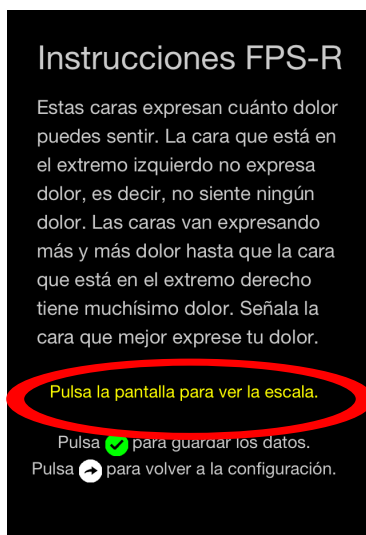 Instrucciones FPS-R
Estas caras expresan cuánto dolor
puedes sentir. La cara que está en
el extremo izquierdo no expresa
dolor, es decir, no siente ningún
dolor. Las caras van expresando
más y más dolor hasta que la cara
que está en el extremo derecho
tiene muchísimo dolor. Señala la
cara que mejor exprese tu dolor.
Pulsa la pantalla para ver la escala.
Pulsa para guardar los datos.
Pulsa para volver a la configuración.